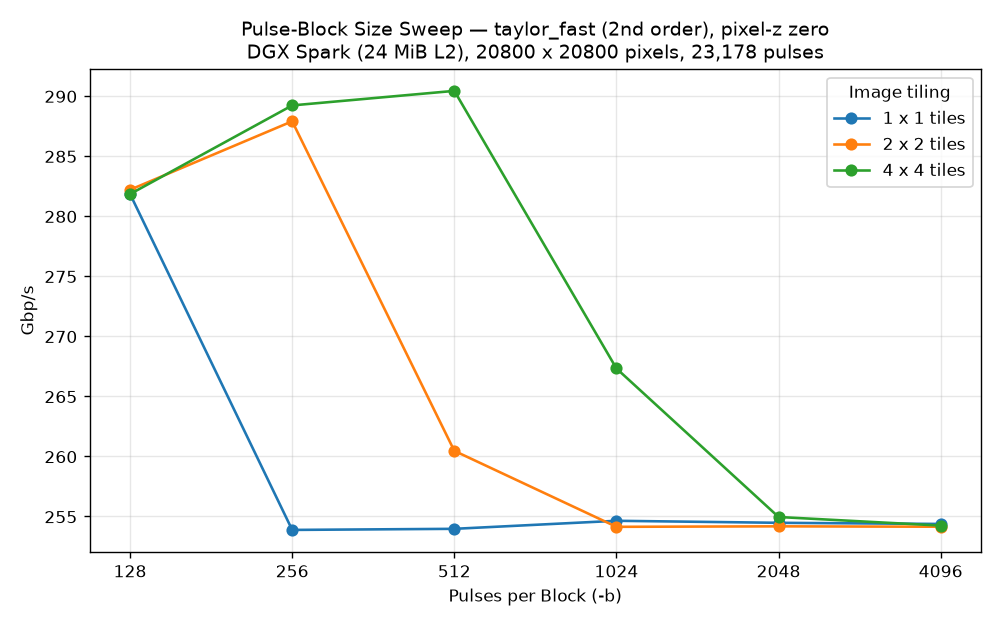 Pulse-Block Size Sweep — taylor_fast (2nd order), pixel-z zero
DGX Spark (24 MiB L2), 20800 x 20800 pixels, 23,178 pulses
Image tiling
1 x 1 tiles
2 x 2 tiles
4 x 4 tiles
Gbp/s
290
285
280
275
270
265
260
255
128
256
512
1024
2048
4096
Pulses per Block (-b)